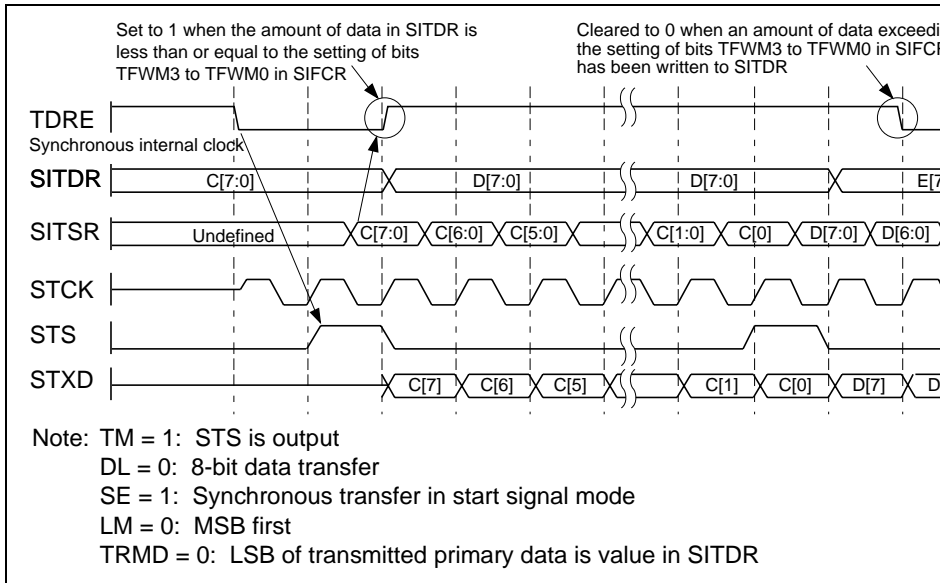 Set to 1 when the amount of data in SITDR is
less than or equal to the setting of bits
TFWM3 to TFWM0 in SIFCR
Cleared to 0 when an amount of data exceedi
the setting of bits TFWM3 to TFWM0 in SIFCR
has been written to SITDR
TDRE
Synchronous internal clock
SITDR C[7:0] D[7:0] D[7:0] E[7
SITSR Undefined C[7:0] C[6:0] C[5:0] C[1:0] C[0] D[7:0] D[6:0]
STCK
STS
STXD C[7] C[6] C[5] C[1] C[0] D[7] D
Note: TM = 1: STS is output
DL = 0: 8-bit data transfer
SE = 1: Synchronous transfer in start signal mode
LM = 0: MSB first
TRMD = 0: LSB of transmitted primary data is value in SITDR